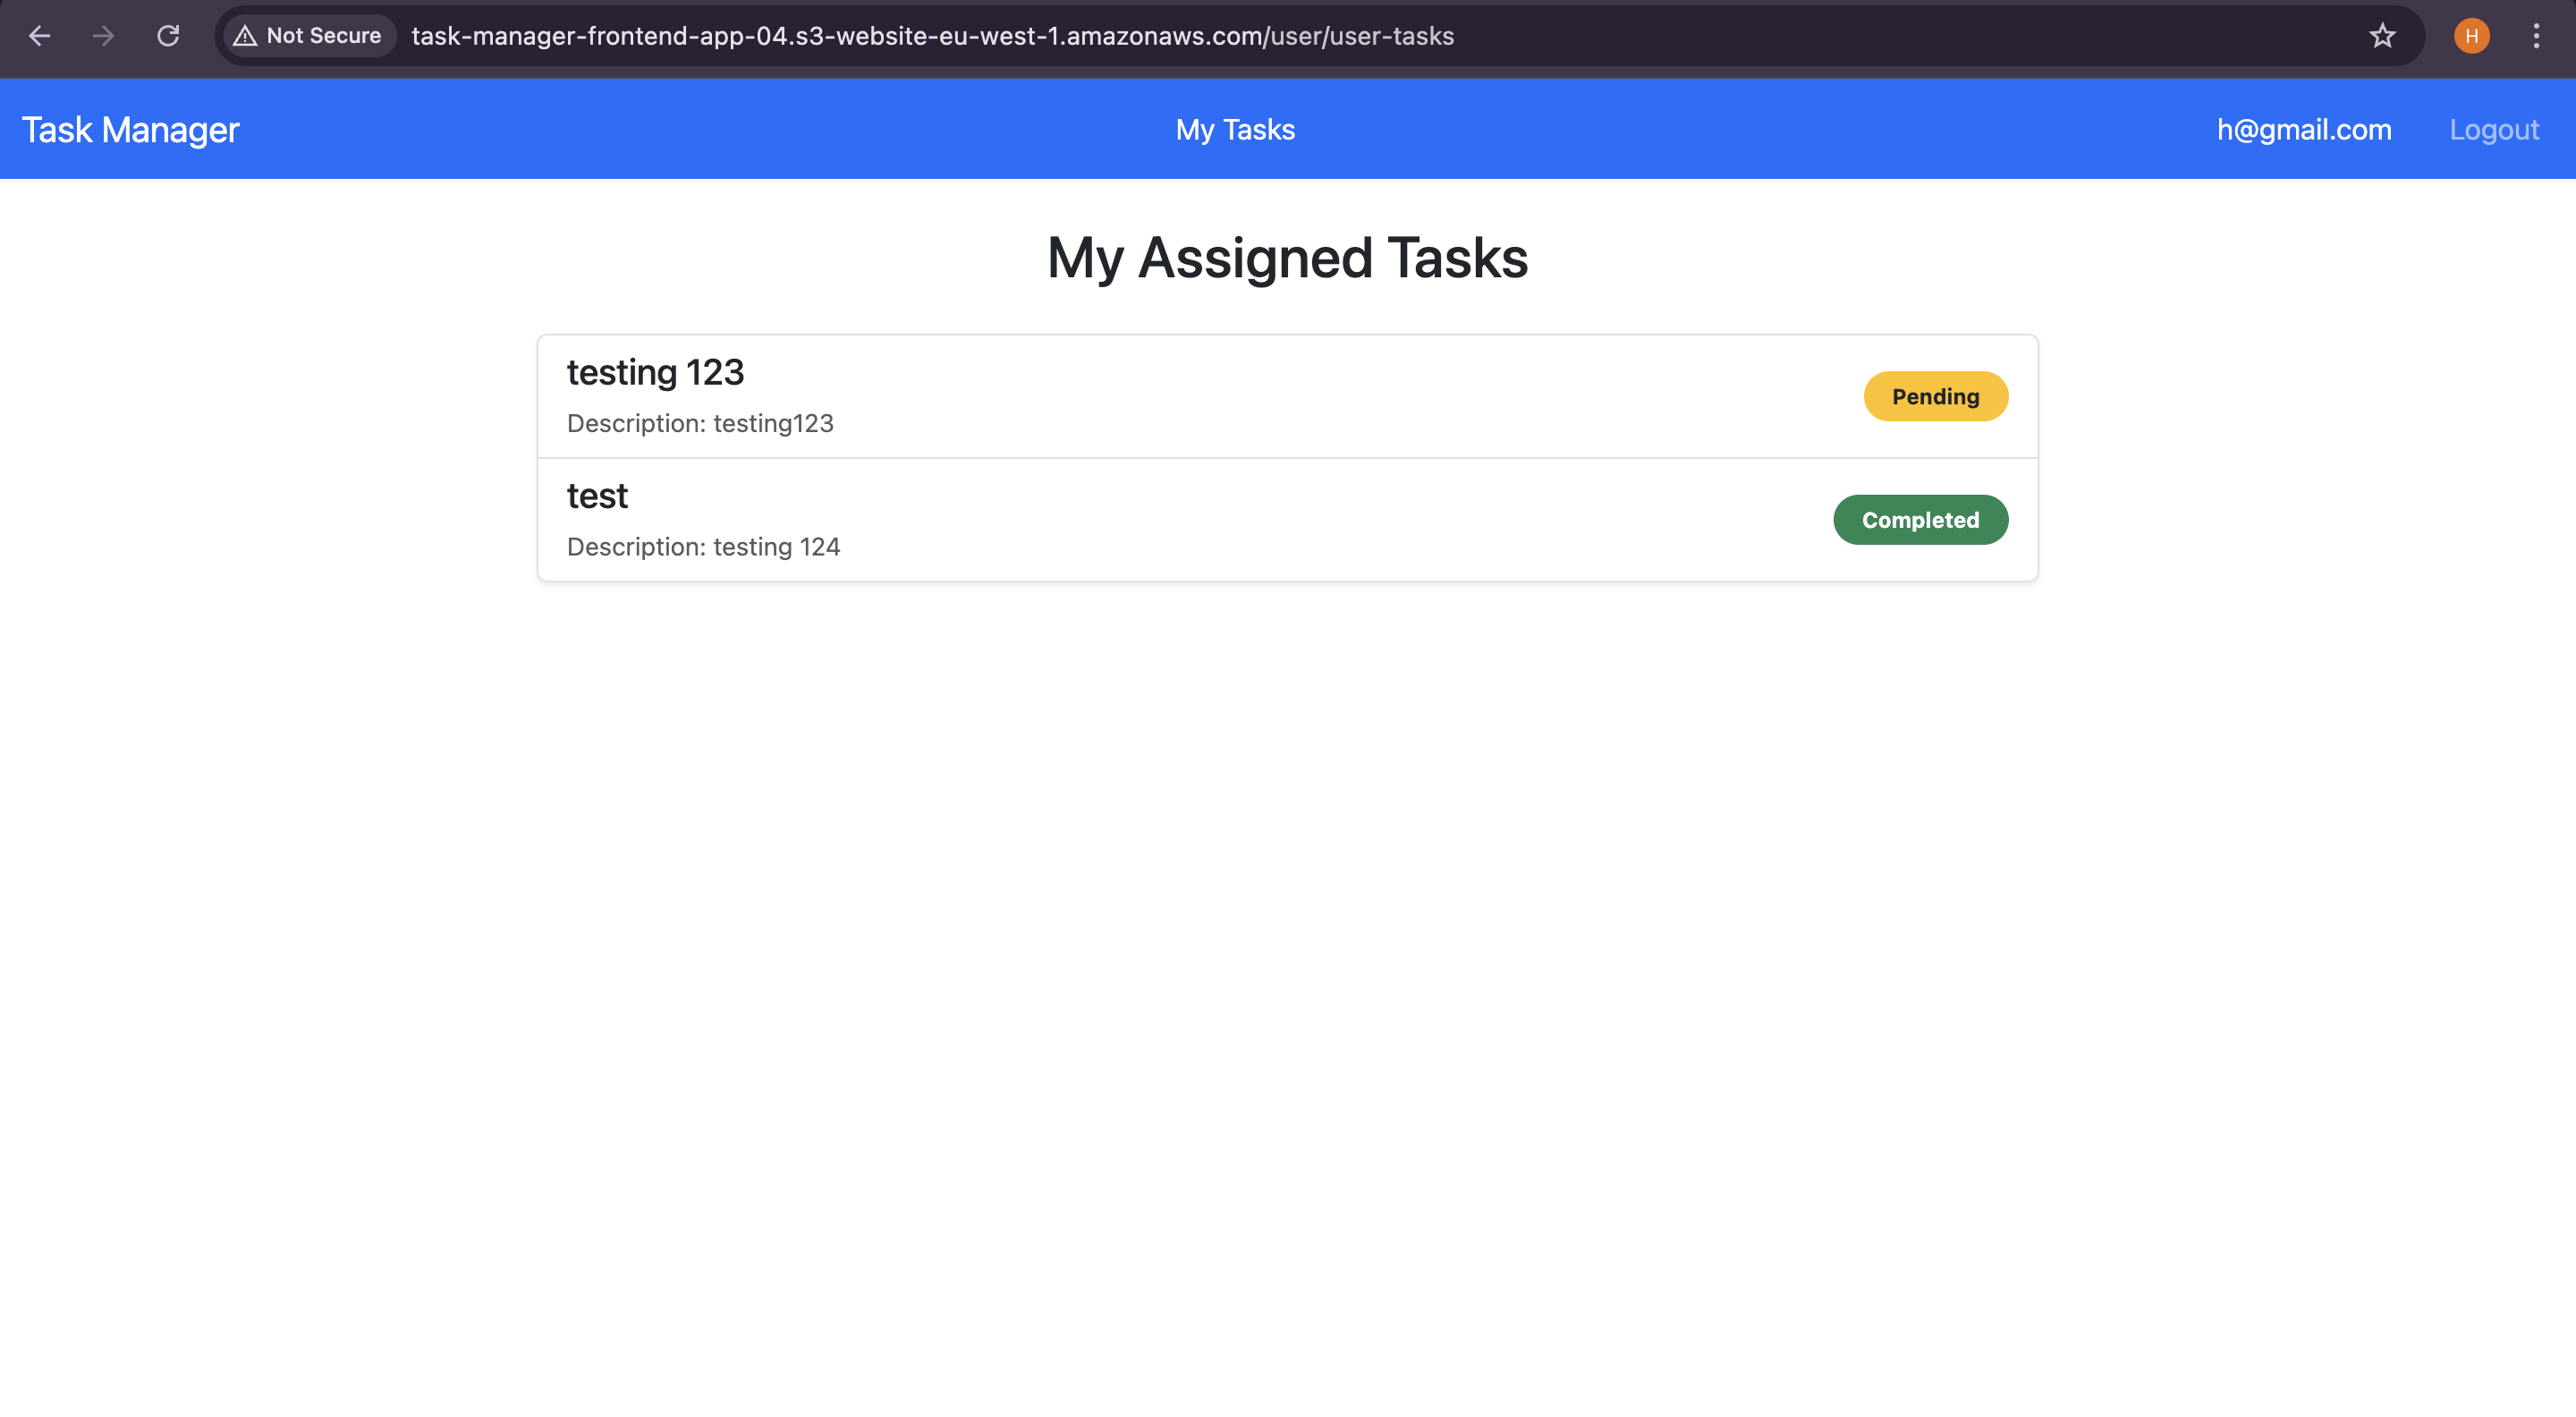 Not Secure task-manager-frontend-app-04.s3-website-eu-west-1.amazonaws.com/user/user-tasks H
Task Manager My Tasks h@gmail.com Logout
My Assigned Tasks
testing 123
Description: testing123
Pending
test
Description: testing 124
Completed